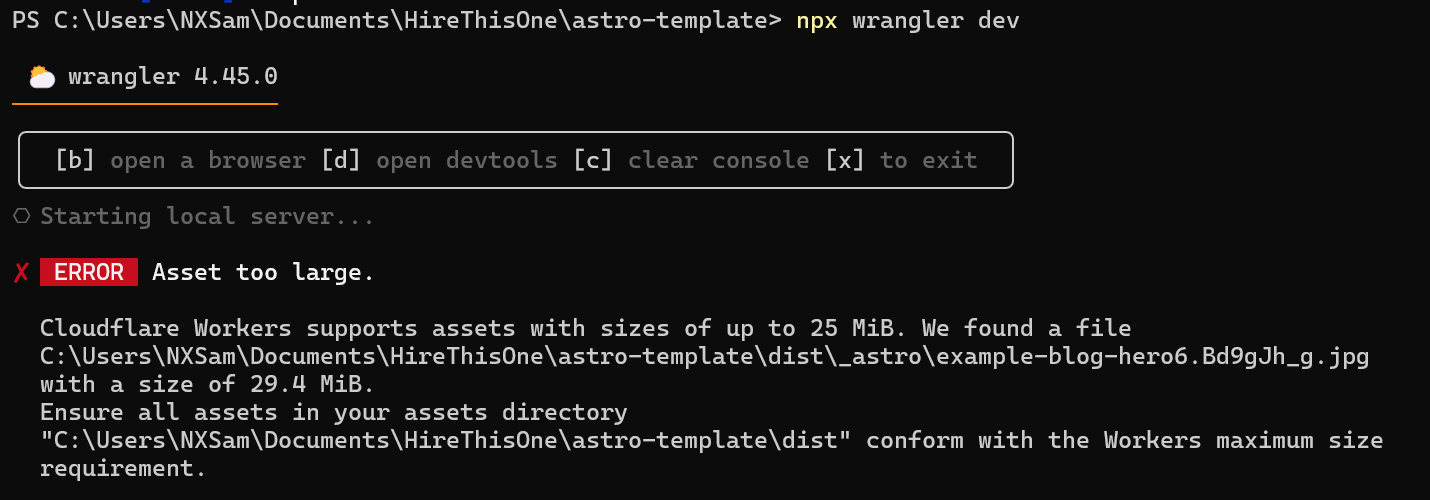 PS C:\Users\NXSam\Documents\HireThisOne\astro-template> npx wrangler dev
wrangler 4.45.0
[b] open a browser [d] open devtools [c] clear console [x] to exit
Starting local server...
✗ ERROR Asset too large.
Cloudflare Workers supports assets with sizes of up to 25 MiB. We found a file
C:\Users\NXSam\Documents\HireThisOne\astro-template\dist\_astro\example-blog-hero6.Bd9gJh_g.jpg
with a size of 29.4 MiB.
Ensure all assets in your assets directory
"C:\Users\NXSam\Documents\HireThisOne\astro-template\dist" conform with the Workers maximum size
requirement.